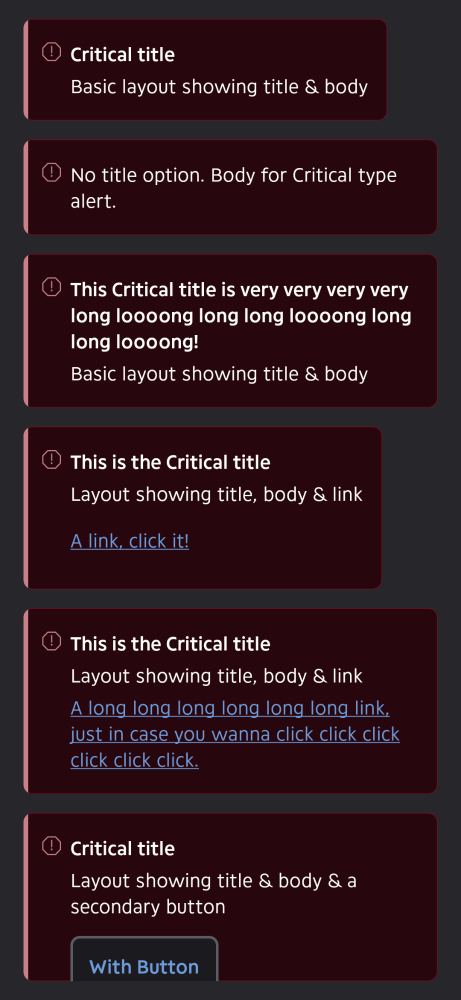 Critical title
Basic layout showing title & body
No title option. Body for Critical type
alert.
This Critical title is very very very very
long loooong long long loooong long
long loooong!
Basic layout showing title & body
This is the Critical title
Layout showing title, body & link
A link, click it!
This is the Critical title
Layout showing title, body & link
A long long long long long long link,
just in case you wanna click click click
click click click.
Critical title
Layout showing title & body & a
secondary button
With Button